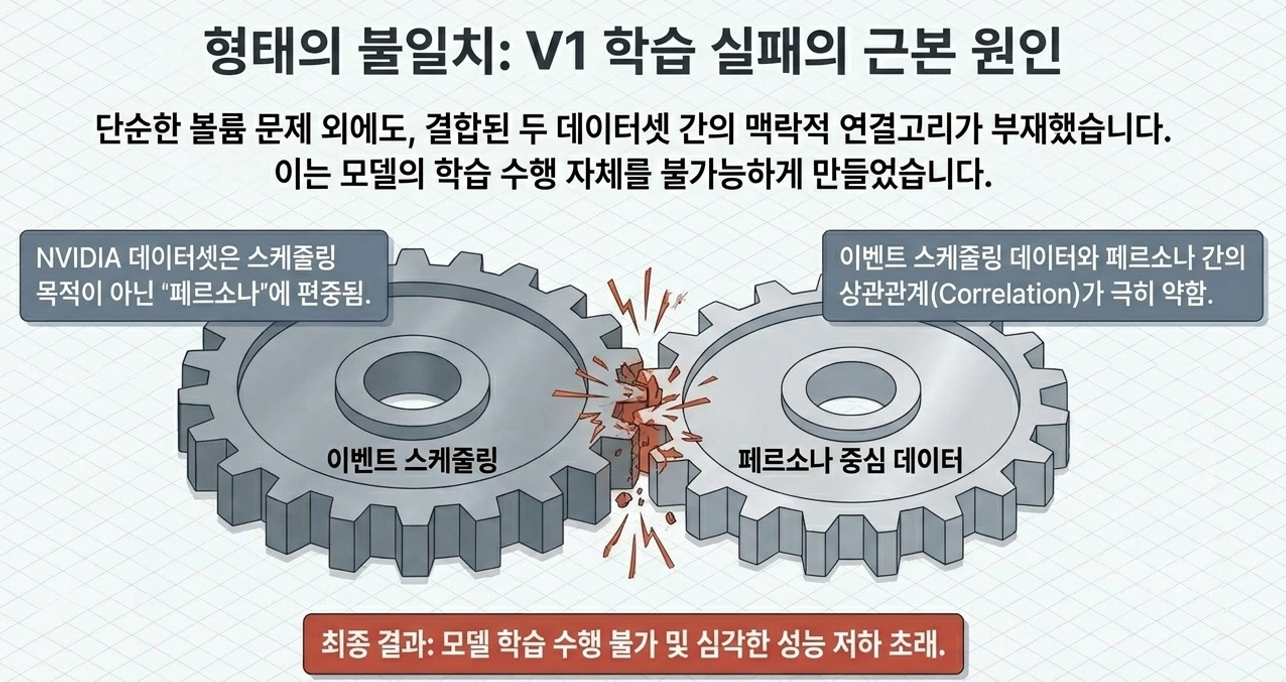 형태의 불일치: V1 학습 실패의 근본 원인
단순한 볼륨 문제 외에도, 결합된 두 데이터셋 간의 맥락적 연결고리가 부재했습니다.
이는 모델의 학습 수행 자체를 불가능하게 만들었습니다.
NVIDIA 데이터셋은 스케줄링
목적이 아닌 “페르소나”에 편중됨.
이벤트 스케줄링 데이터와 페르소나 간의
상관관계(Correlation)가 극히 약함.
이벤트 스케줄링
페르소나 중심 데이터
최종 결과: 모델 학습 수행 불가 및 심각한 성능 저하 초래.